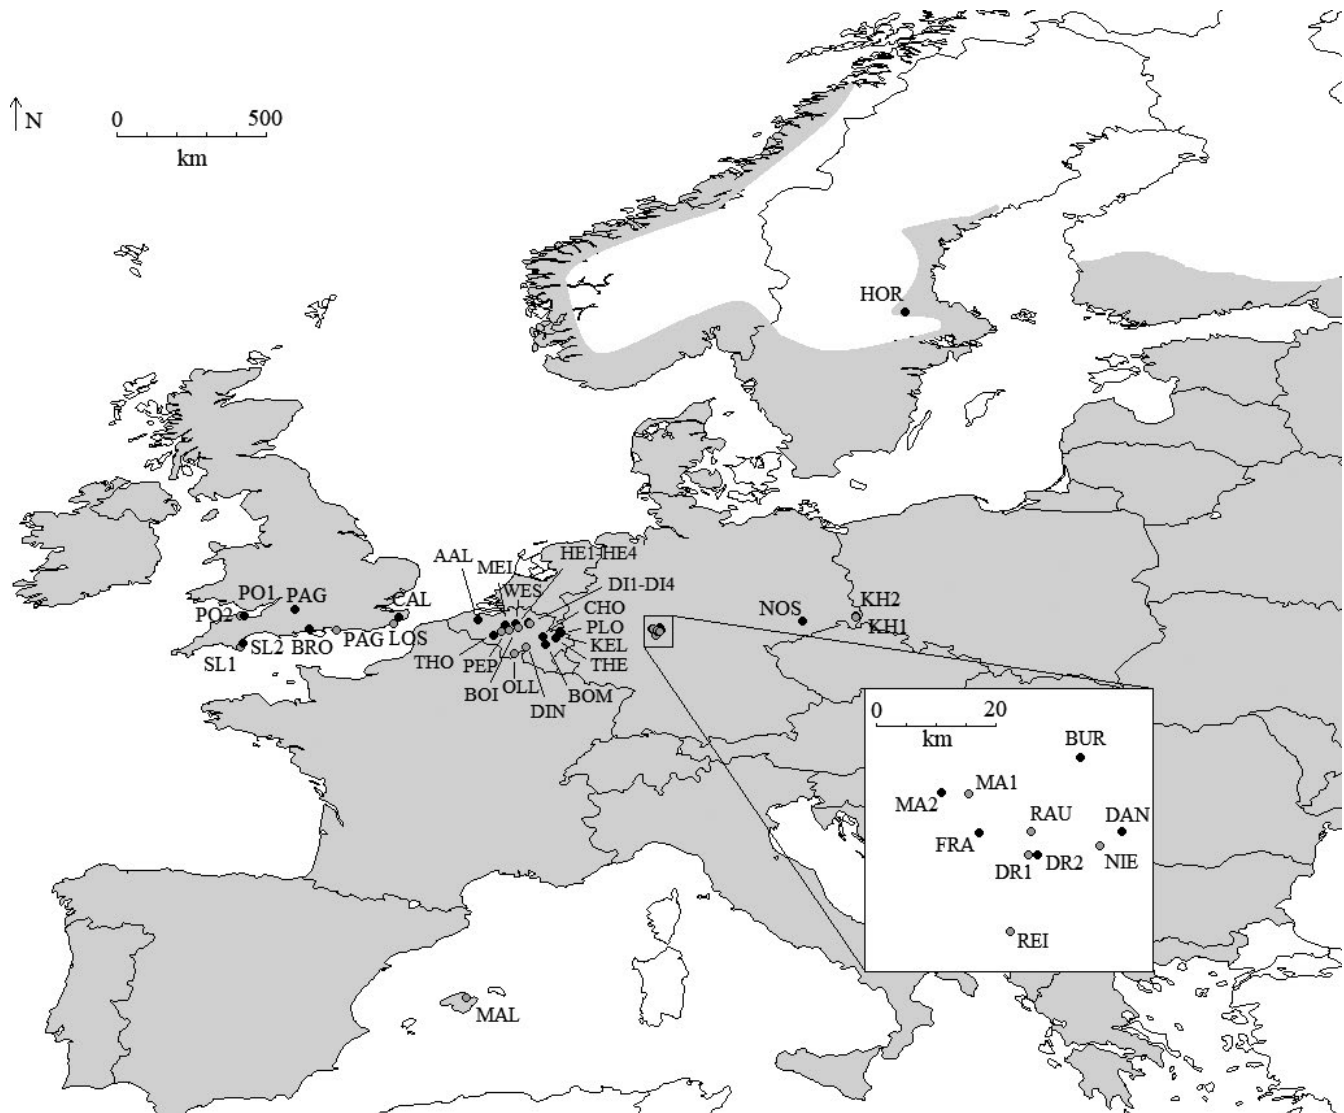 N
0 500
km
HOR
AAL
MEI
HE1-HE4
WES
DI1-DI4
PO1
PAG
CAL
CHO
PLO
KEL
THE
PO2
SL2
SL1
BRO
PAG
LOS
THO
PEP
BOI
OLL
DIN
BOM
NOS
KH2
KH1
0 20
km
BUR
MA1
MA2
RAU
DAN
FRA
DR1
DR2
NIE
REI
MAL